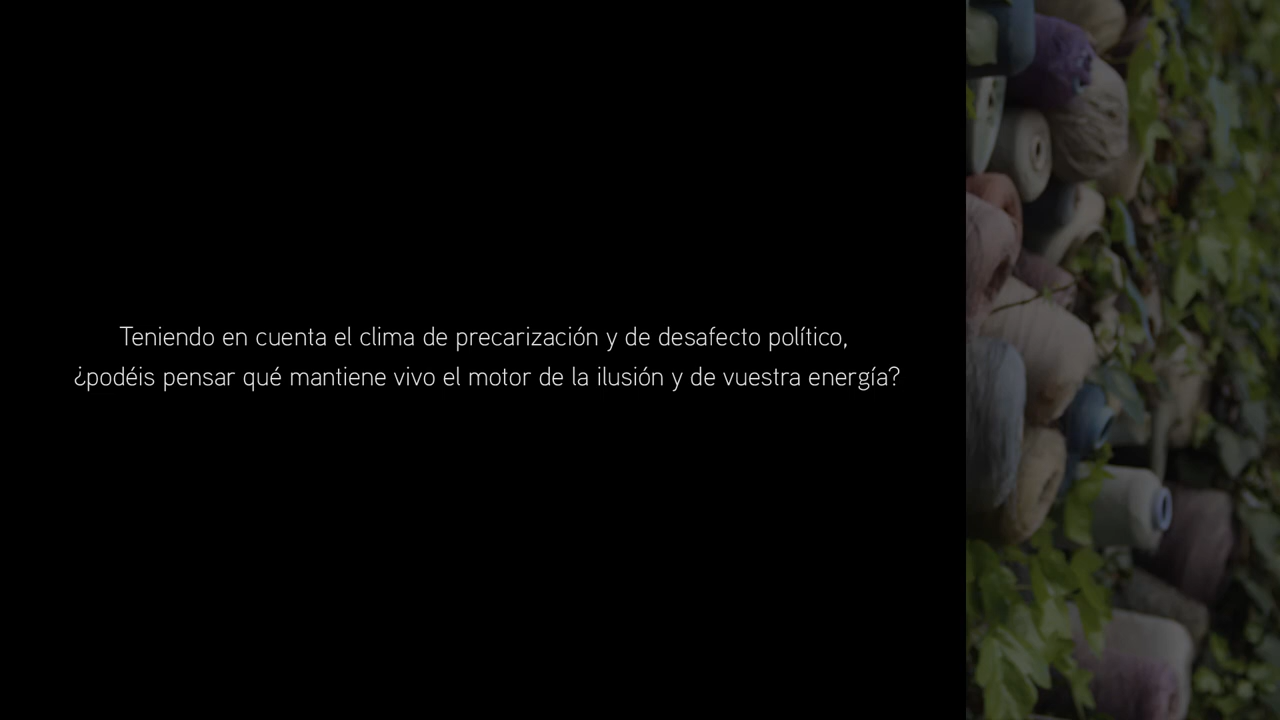 Teniendo en cuenta el clima de precarización y de desafecto político,
¿podéis pensar qué mantiene vivo el motor de la ilusión y de vuestra energía?